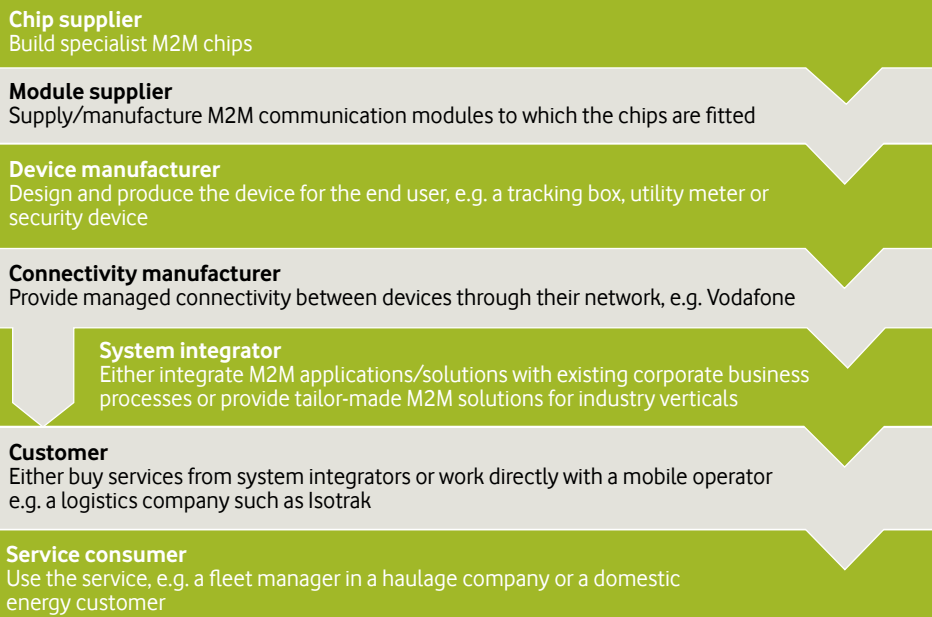 Chip supplier
Build specialist M2M chips
Module supplier
Supply/manufacture M2M communication modules to which the chips are fitted
Device manufacturer
Design and produce the device for the end user, e.g. a tracking box, utility meter or
security device
Connectivity manufacturer
Provide managed connectivity between devices through their network, e.g. Vodafone
System integrator
Either integrate M2M applications/solutions with existing corporate business
processes or provide tailor-made M2M solutions for industry verticals
Customer
Either buy services from system integrators or work directly with a mobile operator
e.g. a logistics company such as Isotrak
Service consumer
Use the service, e.g. a fleet manager in a haulage company or a domestic
energy customer